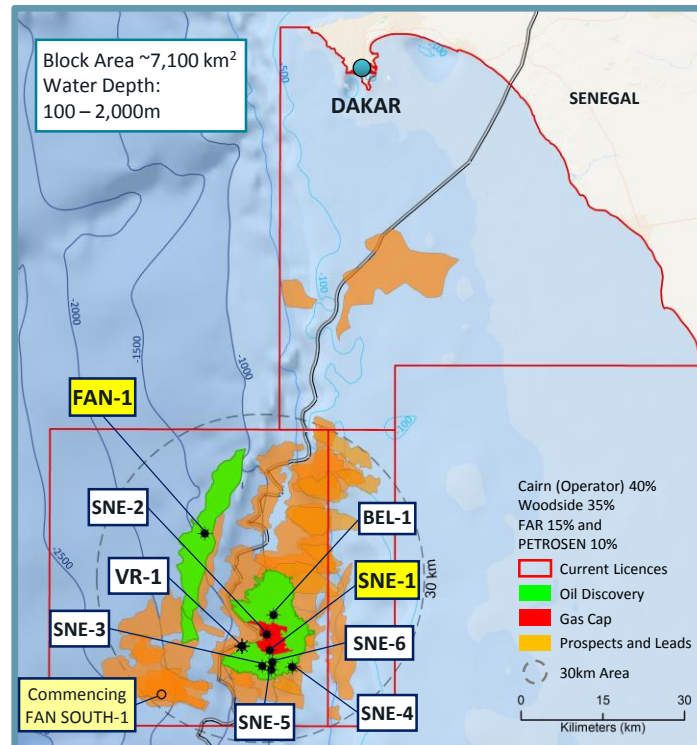 Block Area ~7,100 km²
Water Depth:
100 – 2,000m
DAKAR
SENEGAL
-500
-100
-2000
-1500
-1000
-100
-2500
FAN-1
SNE-2
BEL-1
VR-1
SNE-1
SNE-3
SNE-6
SNE-5
SNE-4
Commencing
FAN SOUTH-1
30 km
Cairn (Operator) 40%
Woodside 35%
FAR 15% and
PETROSEN 10%
Current Licences
Oil Discovery
Gas Cap
Prospects and Leads
30km Area
0 15 30
Kilimeters (km)